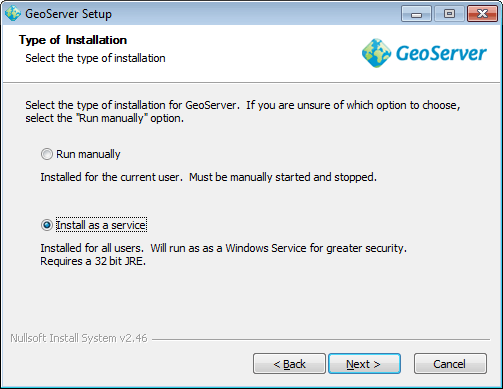 GeoServer Setup
Type of Installation
Select the type of installation
GeoServer
Select the type of installation for GeoServer. If you are unsure of which option to choose,
select the "Run manually" option.
Run manually
Installed for the current user. Must be manually started and stopped.
Install as a service
Installed for all users. Will run as as a Windows Service for greater security.
Requires a 32 bit JRE.
Nullsoft Install System v2.46
< Back
Next >
Cancel